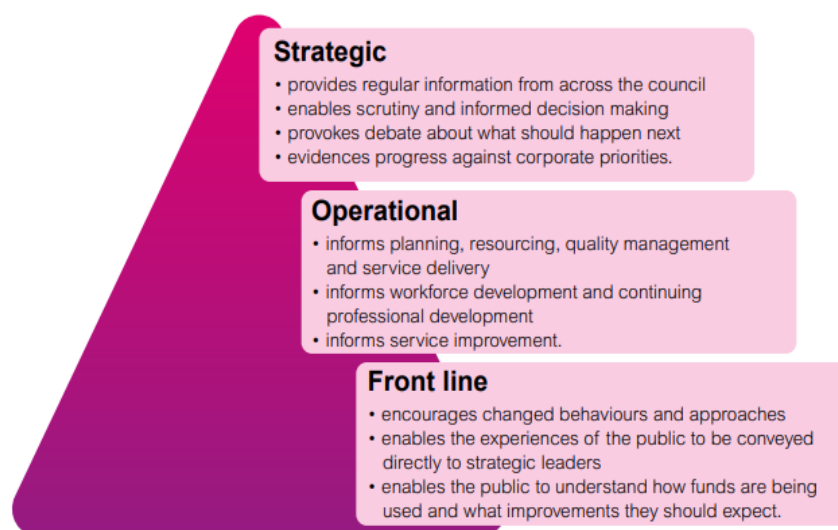 Strategic
• provides regular information from across the council
• enables scrutiny and informed decision making
• provokes debate about what should happen next
• evidences progress against corporate priorities.
Operational
• informs planning, resourcing, quality management
and service delivery
• informs workforce development and continuing
professional development
• informs service improvement.
Front line
• encourages changed behaviours and approaches
• enables the experiences of the public to be conveyed
directly to strategic leaders
• enables the public to understand how funds are being
used and what improvements they should expect.